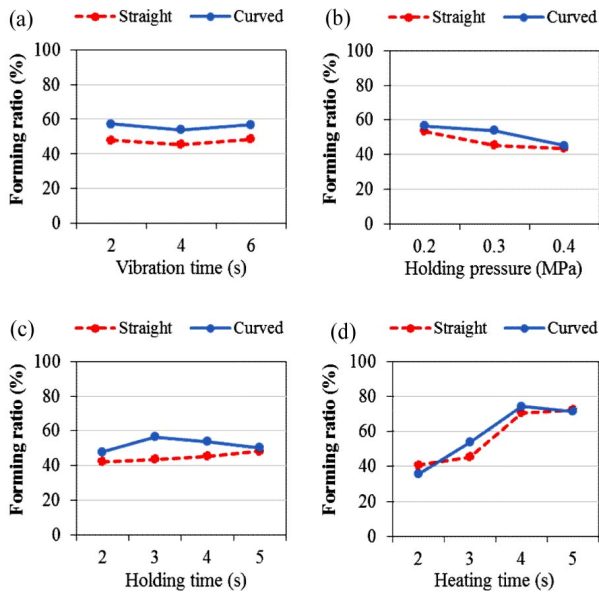 (a) Straight Curved
Forming ratio (%)
100
80
60
40
20
0
2 4 6
Vibration time (s)
(b) Straight Curved
Forming ratio (%)
100
80
60
40
20
0
0.2 0.3 0.4
Holding pressure (MPa)
(c) Straight Curved
Forming ratio (%)
100
80
60
40
20
0
2 3 4 5
Holding time (s)
(d) Straight Curved
Forming ratio (%)
100
80
60
40
20
0
2 3 4 5
Heating time (s)